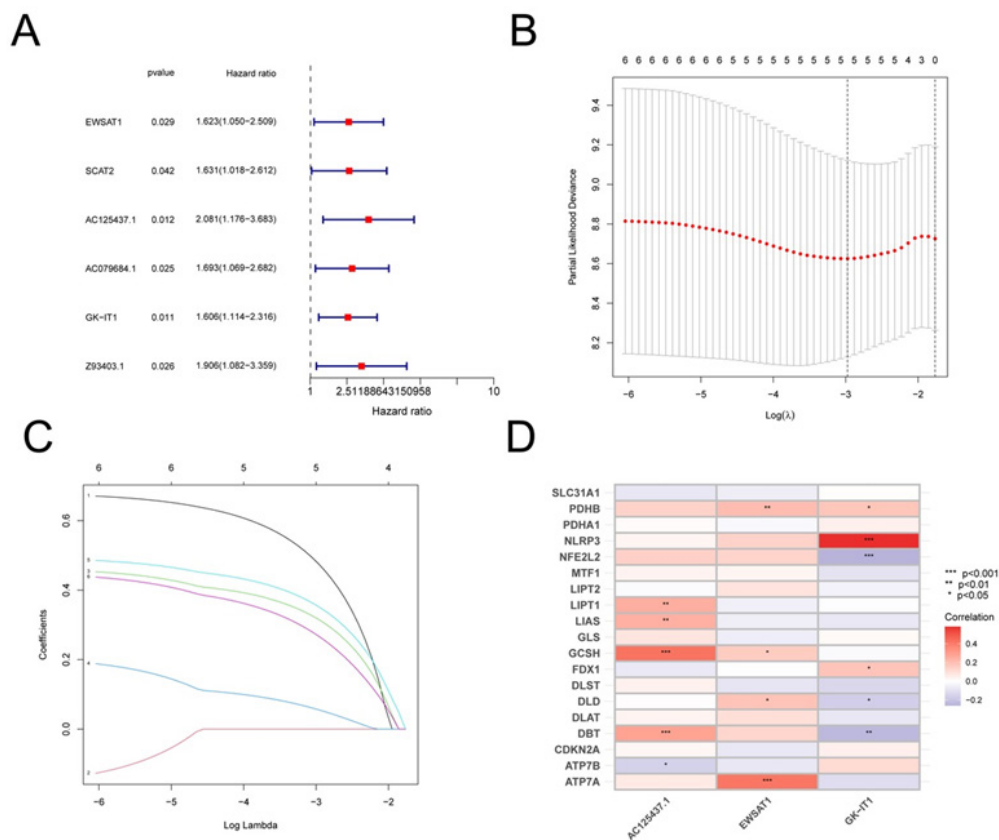 A
pvalue Hazard ratio
EWSAT1 0.029 1.623(1.050−2.509)
SCAT2 0.042 1.631(1.018−2.612)
AC125437.1 0.012 2.081(1.176−3.683)
AC079684.1 0.025 1.693(1.069−2.682)
GK−IT1 0.011 1.606(1.114−2.316)
Z93403.1 0.026 1.906(1.082−3.359)
1 2.51188643150958 10
Hazard ratio
B
6 6 6 6 6 6 6 6 5 5 5 5 5 5 5 5 5 5 5 4 3 0
9.4
9.2
9.0
8.8
8.6
8.4
8.2
Partial Likelihood Deviance
−6 −5 −4 −3 −2
Log(λ)
C
6 6 5 5 4
0.6
0.4
0.2
0.0
Coefficients
1
5
3
6
4
2
−6 −5 −4 −3 −2
Log Lambda
D
SLC31A1
PDHB ** *
PDHA1
NLRP3 ***
NFE2L2 ***
MTF1
LIPT2
LIPT1 **
LIAS **
GLS
GCSH *** *
FDX1 *
DLST
DLD * *
DLAT
DBT *** **
CDKN2A
ATP7B *
ATP7A ***
AC125437.1 EWSAT1 GK−IT1
*** p<0.001
** p<0.01
* p<0.05
Correlation
0.4
0.2
0.0
−0.2